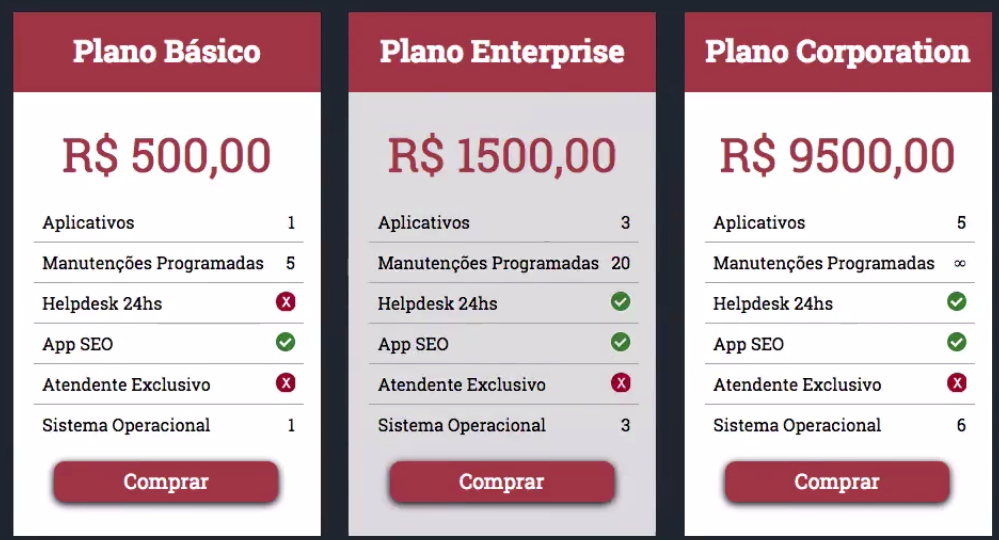 Plano Básico
R$ 500,00
Aplicativos 1
Manutenções Programadas 5
Helpdesk 24hs X
App SEO
Atendente Exclusivo X
Sistema Operacional 1
Comprar
Plano Enterprise
R$ 1500,00
Aplicativos 3
Manutenções Programadas 20
Helpdesk 24hs
App SEO
Atendente Exclusivo X
Sistema Operacional 3
Comprar
Plano Corporation
R$ 9500,00
Aplicativos 5
Manutenções Programadas ∞
Helpdesk 24hs
App SEO
Atendente Exclusivo X
Sistema Operacional 6
Comprar